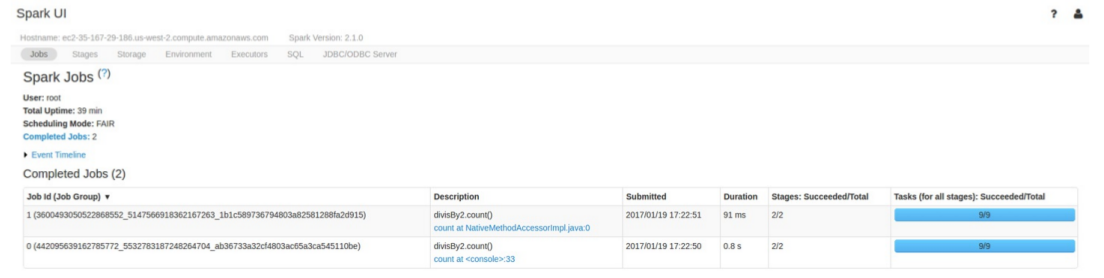 Spark UI
?
Hostname: ec2-35-167-29-186.us-west-2.compute.amazonaws.com Spark Version: 2.1.0
Jobs Stages Storage Environment Executors SQL JDBC/ODBC Server
Spark Jobs (?)
User: root
Total Uptime: 39 min
Scheduling Mode: FAIR
Completed Jobs: 2
Event Timeline
Completed Jobs (2)
Job Id (Job Group) ▾ Description Submitted Duration Stages: Succeeded/Total Tasks (for all stages): Succeeded/Total
1 (3600493050522868552_5147566918362167263_1b1c589736794803a82581288fa2d915) divisBy2.count() 2017/01/19 17:22:51 91 ms 2/2 9/9
count at NativeMethodAccessorImpl.java:0
0 (442095639162785772_5532783187248264704_ab36733a32cf4803ac65a3ca545110be) divisBy2.count() 2017/01/19 17:22:50 0.8 s 2/2 9/9
count at <console>:33